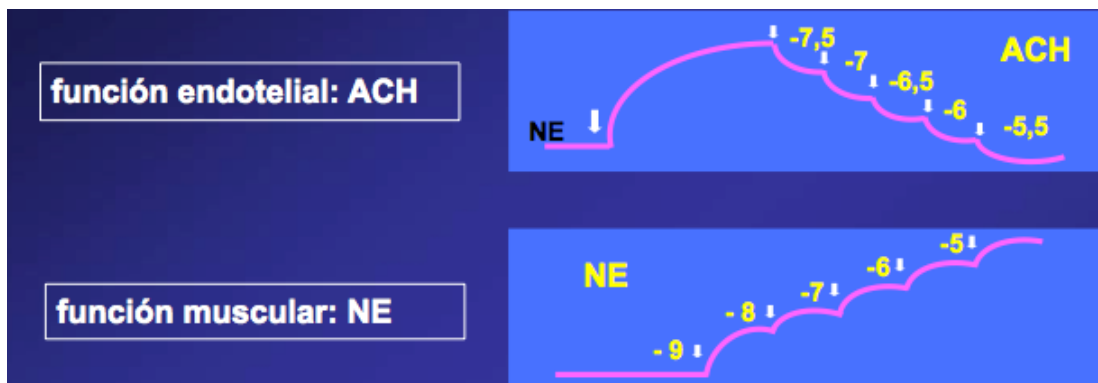 función endotelial: ACH
ACH
NE
-7,5
-7
-6,5
-6
-5,5
función muscular: NE
NE
- 9
- 8
-7
-6
-5